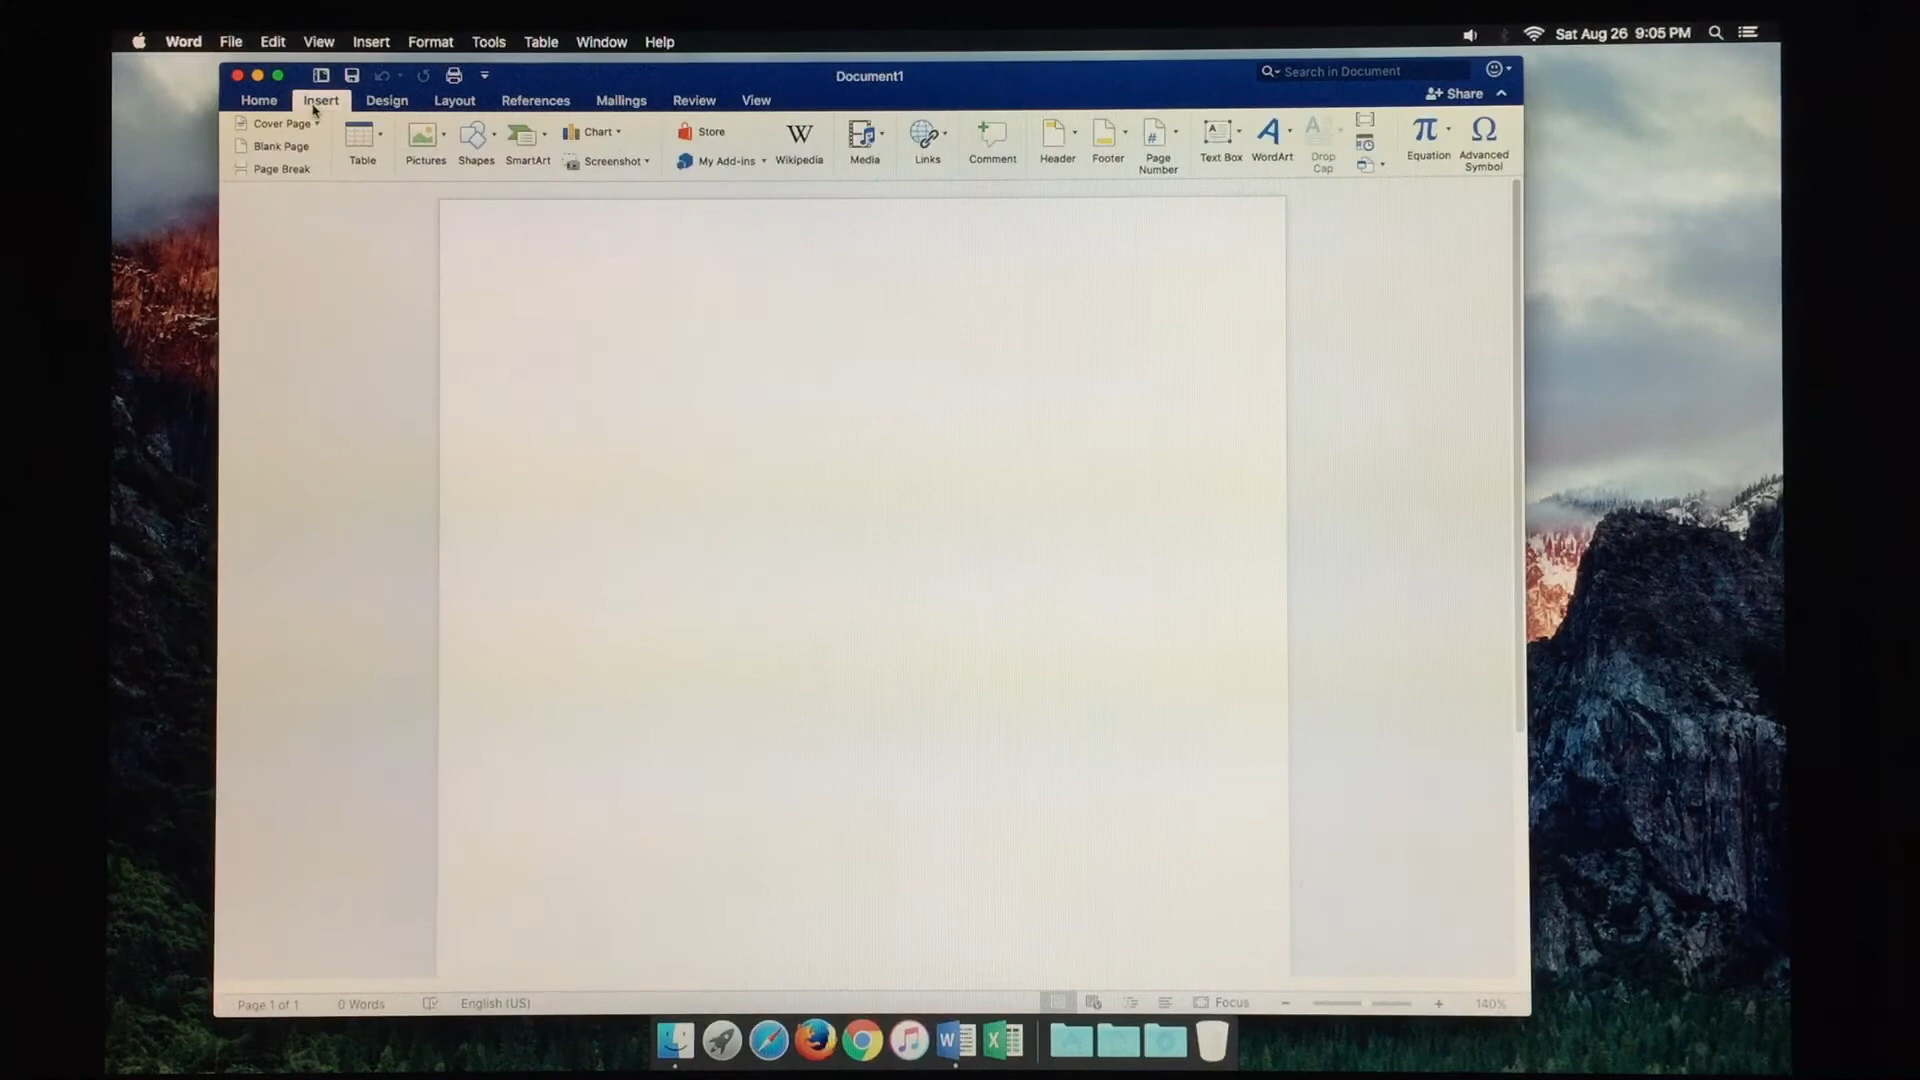 Word File Edit View Insert Format Tools Table Window Help Sat Aug 26 9:05 PM
Document1 Search in Document
Home Insert Design Layout References Mailings Review View Share
Cover Page
Blank Page
Page Break
Table
Pictures
Shapes
SmartArt
Chart
Screenshot
Store
My Add-ins
W
Wikipedia
Media
Links
Comment
Header
Footer
#
Page
Number
A
Text Box
A
WordArt
A
Drop
Cap
π
Equation
Ω
Advanced
Symbol
Page 1 of 1 0 Words English (US) Focus 140%
W X